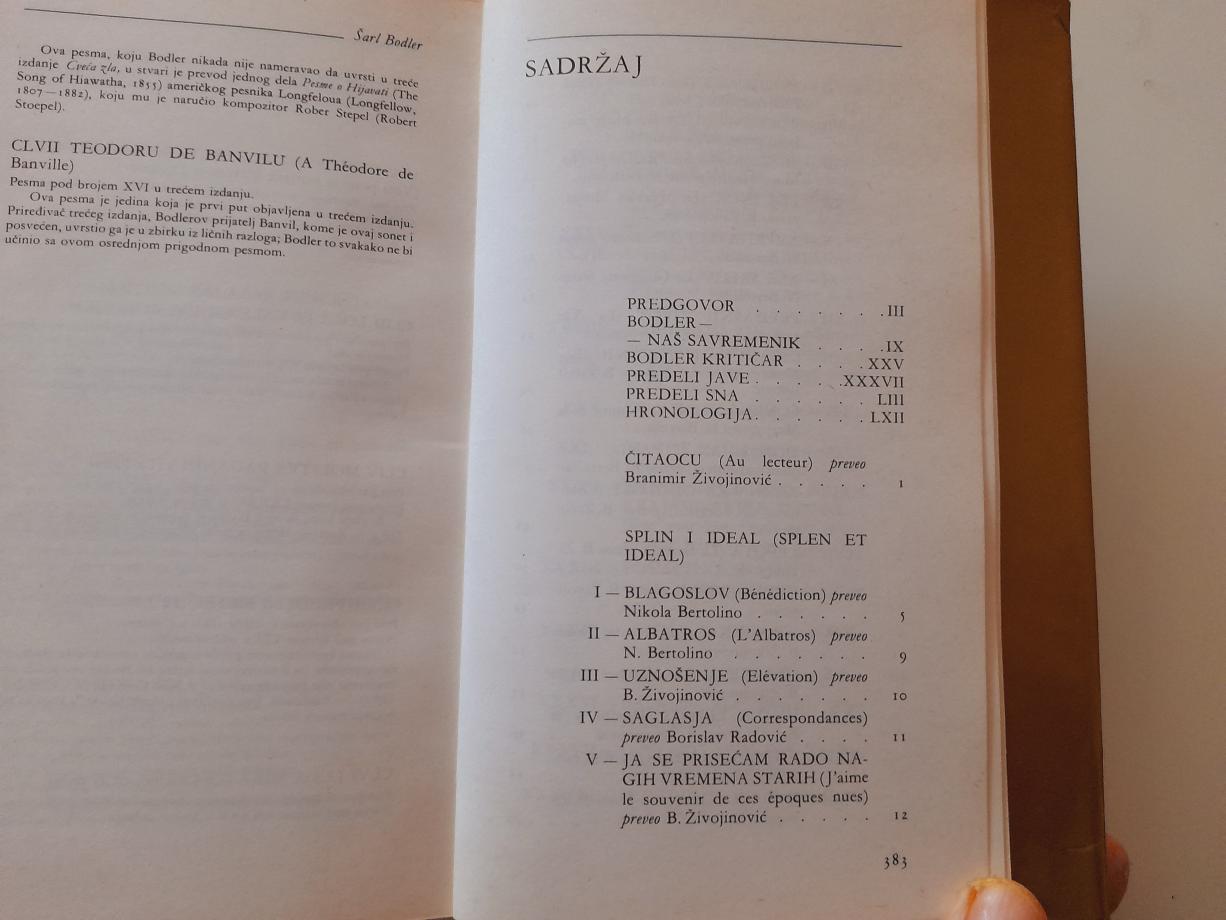 Šarl Bodler
Ova pesma, koju Bodler nikada nije nameravao da uvrsti u treće
izdanje Cveća zla, u stvari je prevod jednog dela Pesme o Hijavati (The
Song of Hiawatha, 1855) američkog pesnika Longfeloua (Longfellow,
1807—1882), koju mu je naručio kompozitor Rober Stepel (Robert
Stoepel).
CLVII TEODORU DE BANVILU (A Théodore de
Banville)
Pesma pod brojem XVI u trećem izdanju.
Ova pesma je jedina koja je prvi put objavljena u trećem izdanju.
Priređivač trećeg izdanja, Bodlerov prijatelj Banvil, kome je ovaj sonet i
posvećen, uvrstio ga je u zbirku iz ličnih razloga; Bodler to svakako ne bi
učinio sa ovom osrednjom prigodnom pesmom.
SADRŽAJ
PREDGOVOR . . . . . . . III
BODLER —
— NAŠ SAVREMENIK . . . . IX
BODLER KRITIČAR . . . . XXV
PREDELI JAVE . . . . . XXXVII
PREDELI SNA . . . . . . LIII
HRONOLOGIJA . . . . . . LXII
ČITAOCU (Au lecteur) preveo
Branimir Živojinović . . . . . 1
SPLIN I IDEAL (SPLEN ET
IDEAL)
I — BLAGOSLOV (Bénédiction) preveo
Nikola Bertolino . . . . . . 5
II — ALBATROS (L'Albatros) preveo
N. Bertolino . . . . . . . 9
III — UZNOŠENJE (Elévation) preveo
B. Živojinović . . . . . . . 10
IV — SAGLASJA (Correspondances)
preveo Borislav Radović . . . . 11
V — JA SE PRISEĆAM RADO NA-
GIH VREMENA STARIH (J'aime
le souvenir de ces époques nues)
preveo B. Živojinović . . . . . 12
383